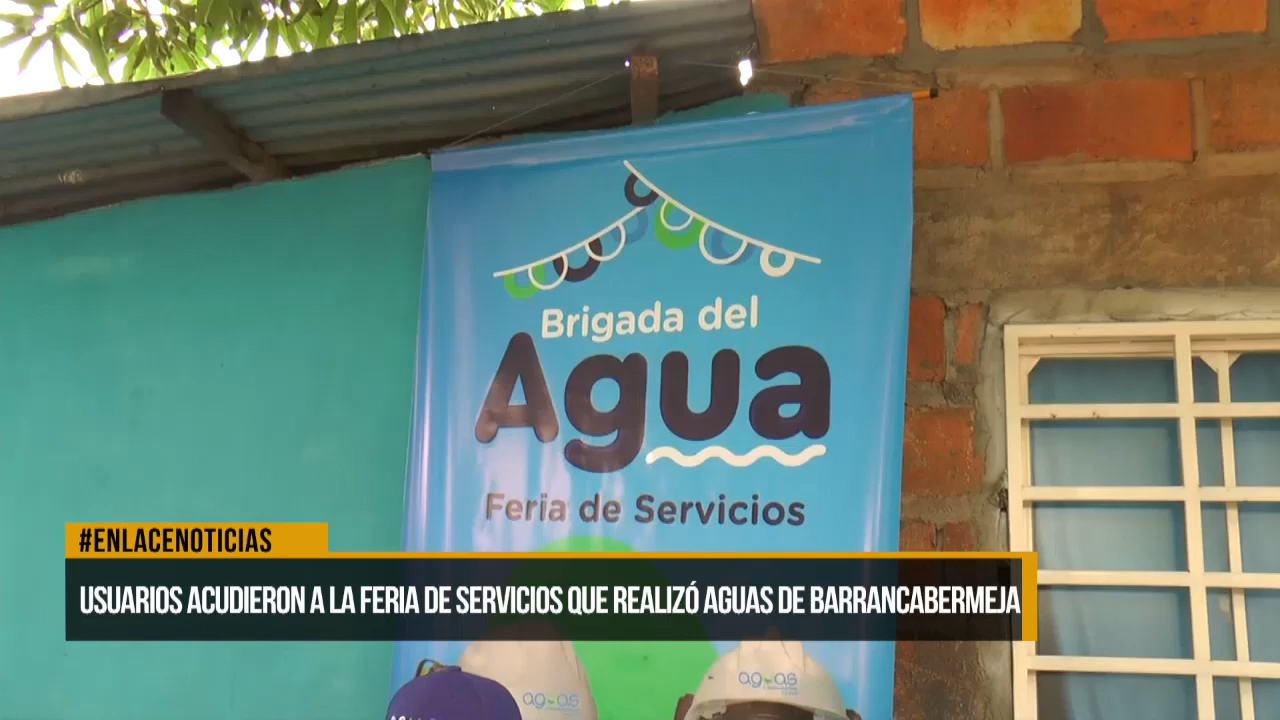 Brigada del
Agua
Feria de Servicios
#ENLACENOTICIAS
USUARIOS ACUDIERON A LA FERIA DE SERVICIOS QUE REALIZÓ AGUAS DE BARRANCABERMEJA
aguas
aguas